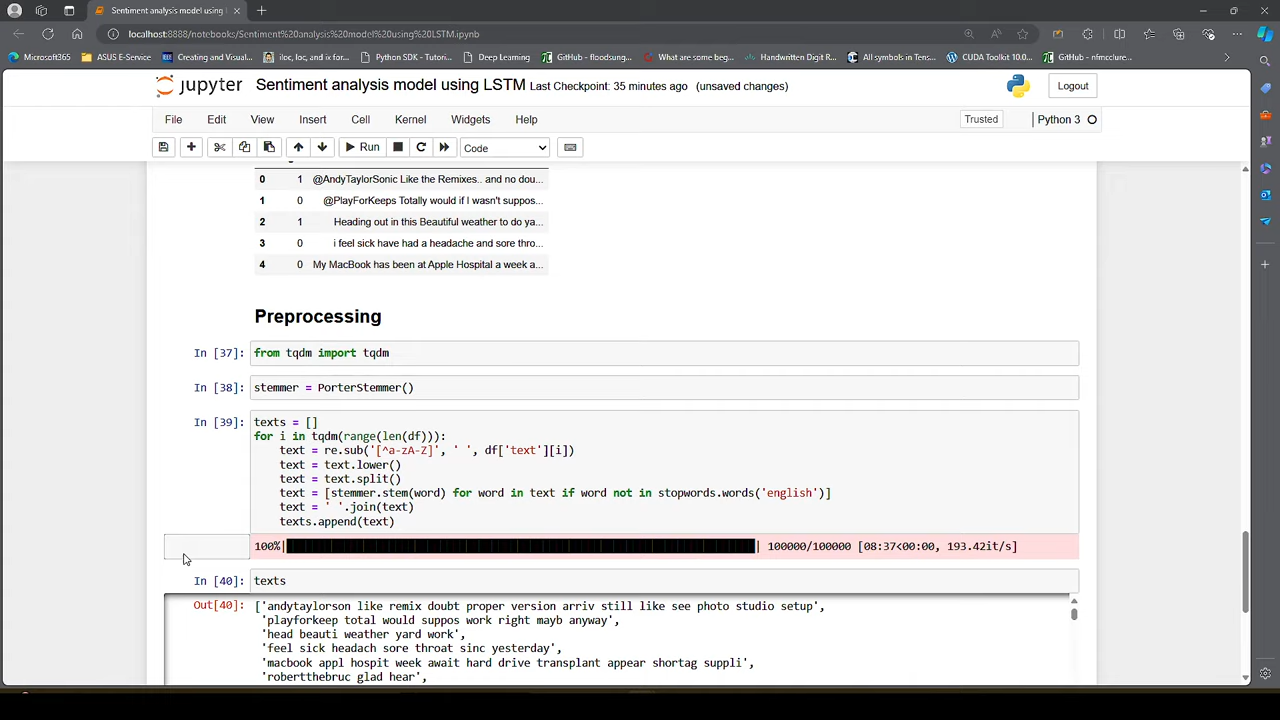 Sentiment analysis model using
localhost:8888/notebooks/Sentiment%20analysis%20model%20using%20LSTM.ipynb
Microsoft365
ASUS E-Service
Creating and Visual...
iloc, loc, and ix for...
Python SDK - Tutori...
Deep Learning
GitHub - floodsung...
What are some beg...
Handwritten Digit R...
All symbols in Tens...
CUDA Toolkit 10.0...
GitHub - nfmcclure...
jupyter Sentiment analysis model using LSTM Last Checkpoint: 35 minutes ago (unsaved changes)
Logout
File Edit View Insert Cell Kernel Widgets Help
Trusted
Python 3
Run
Code
0 1 @AndyTaylorSonic Like the Remixes.. and no dou...
1 0 @PlayForKeeps Totally would if I wasn't suppos...
2 1 Heading out in this Beautiful weather to do ya...
3 0 i feel sick have had a headache and sore thro...
4 0 My MacBook has been at Apple Hospital a week a...
Preprocessing
In [37]: from tqdm import tqdm
In [38]: stemmer = PorterStemmer()
In [39]: texts = []
for i in tqdm(range(len(df))):
text = re.sub('[^a-zA-Z]', ' ', df['text'][i])
text = text.lower()
text = text.split()
text = [stemmer.stem(word) for word in text if word not in stopwords.words('english')]
text = ' '.join(text)
texts.append(text)
100%| | 100000/100000 [08:37<00:00, 193.42it/s]
In [40]: texts
Out[40]: ['andytaylorson like remix doubt proper version arriv still like see photo studio setup',
'playforkeep total would suppos work right mayb anyway',
'head beauti weather yard work',
'feel sick headach sore throat sinc yesterday',
'macbook appl hospit week await hard drive transplant appear shortag suppli',
'robertthebruc glad hear',